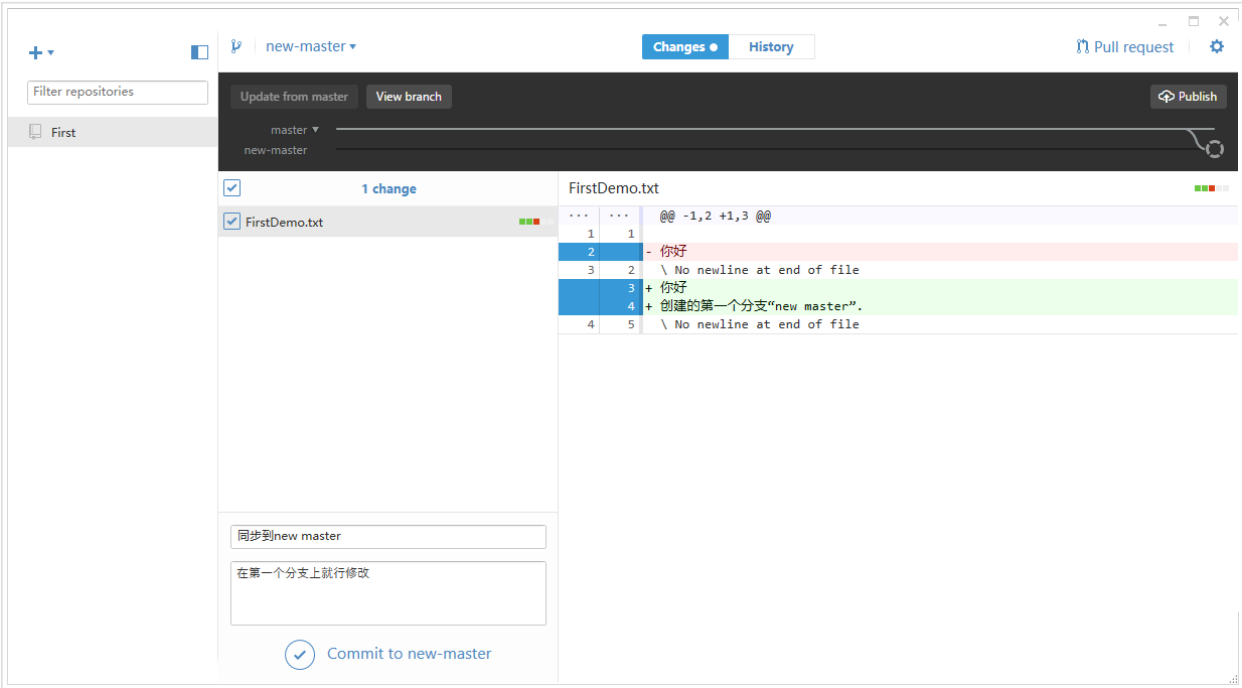 new-master
Changes
History
Pull request
Filter repositories
First
Update from master
View branch
Publish
master
new-master
1 change
FirstDemo.txt
FirstDemo.txt
... ... @@ -1,2 +1,3 @@
1 1
2 - 你好
3 2 \ No newline at end of file
3 + 你好
4 + 创建的第一个分支“new master”.
4 5 \ No newline at end of file
同步到new master
在第一个分支上就行修改
Commit to new-master